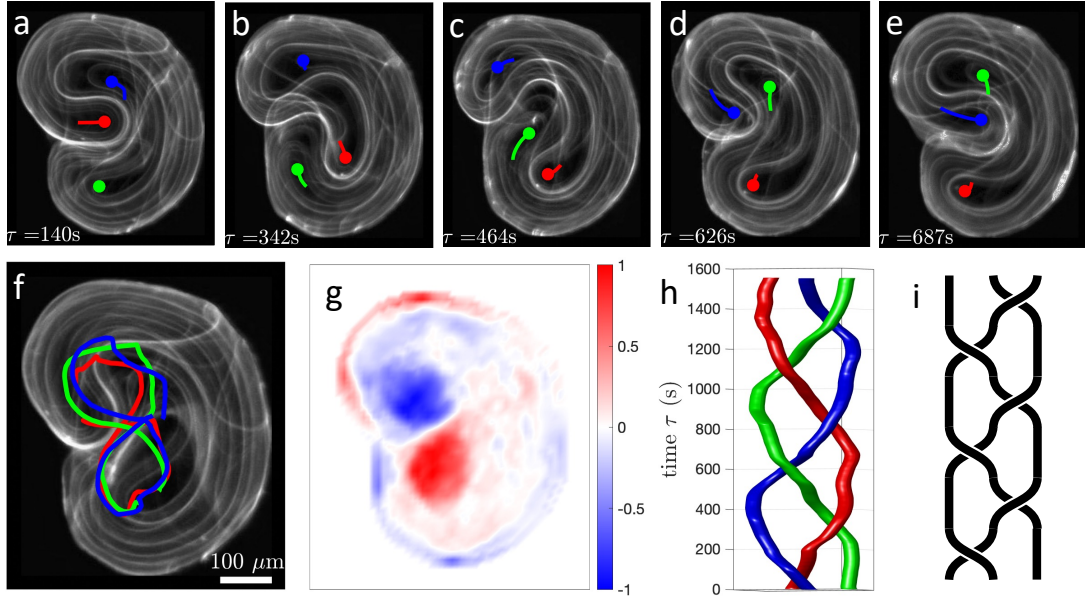 a
b
c
d
e
τ =140s
τ =342s
τ =464s
τ =626s
τ =687s
f
100 μm
g
1
0.5
0
-0.5
-1
h
time τ (s)
1600
1400
1200
1000
800
600
400
200
0
i